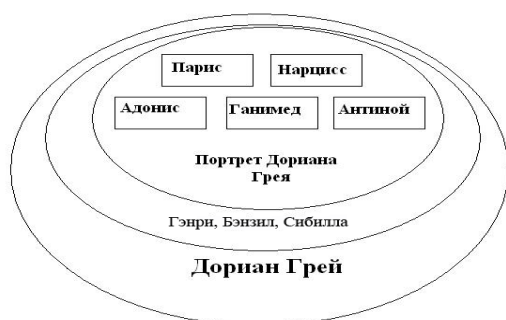 Парис Нарцисс
Адонис Ганимед Антиной
Портрет Дориана
Грея
Гэнри, Бэнзил, Сибилла
Дориан Грей